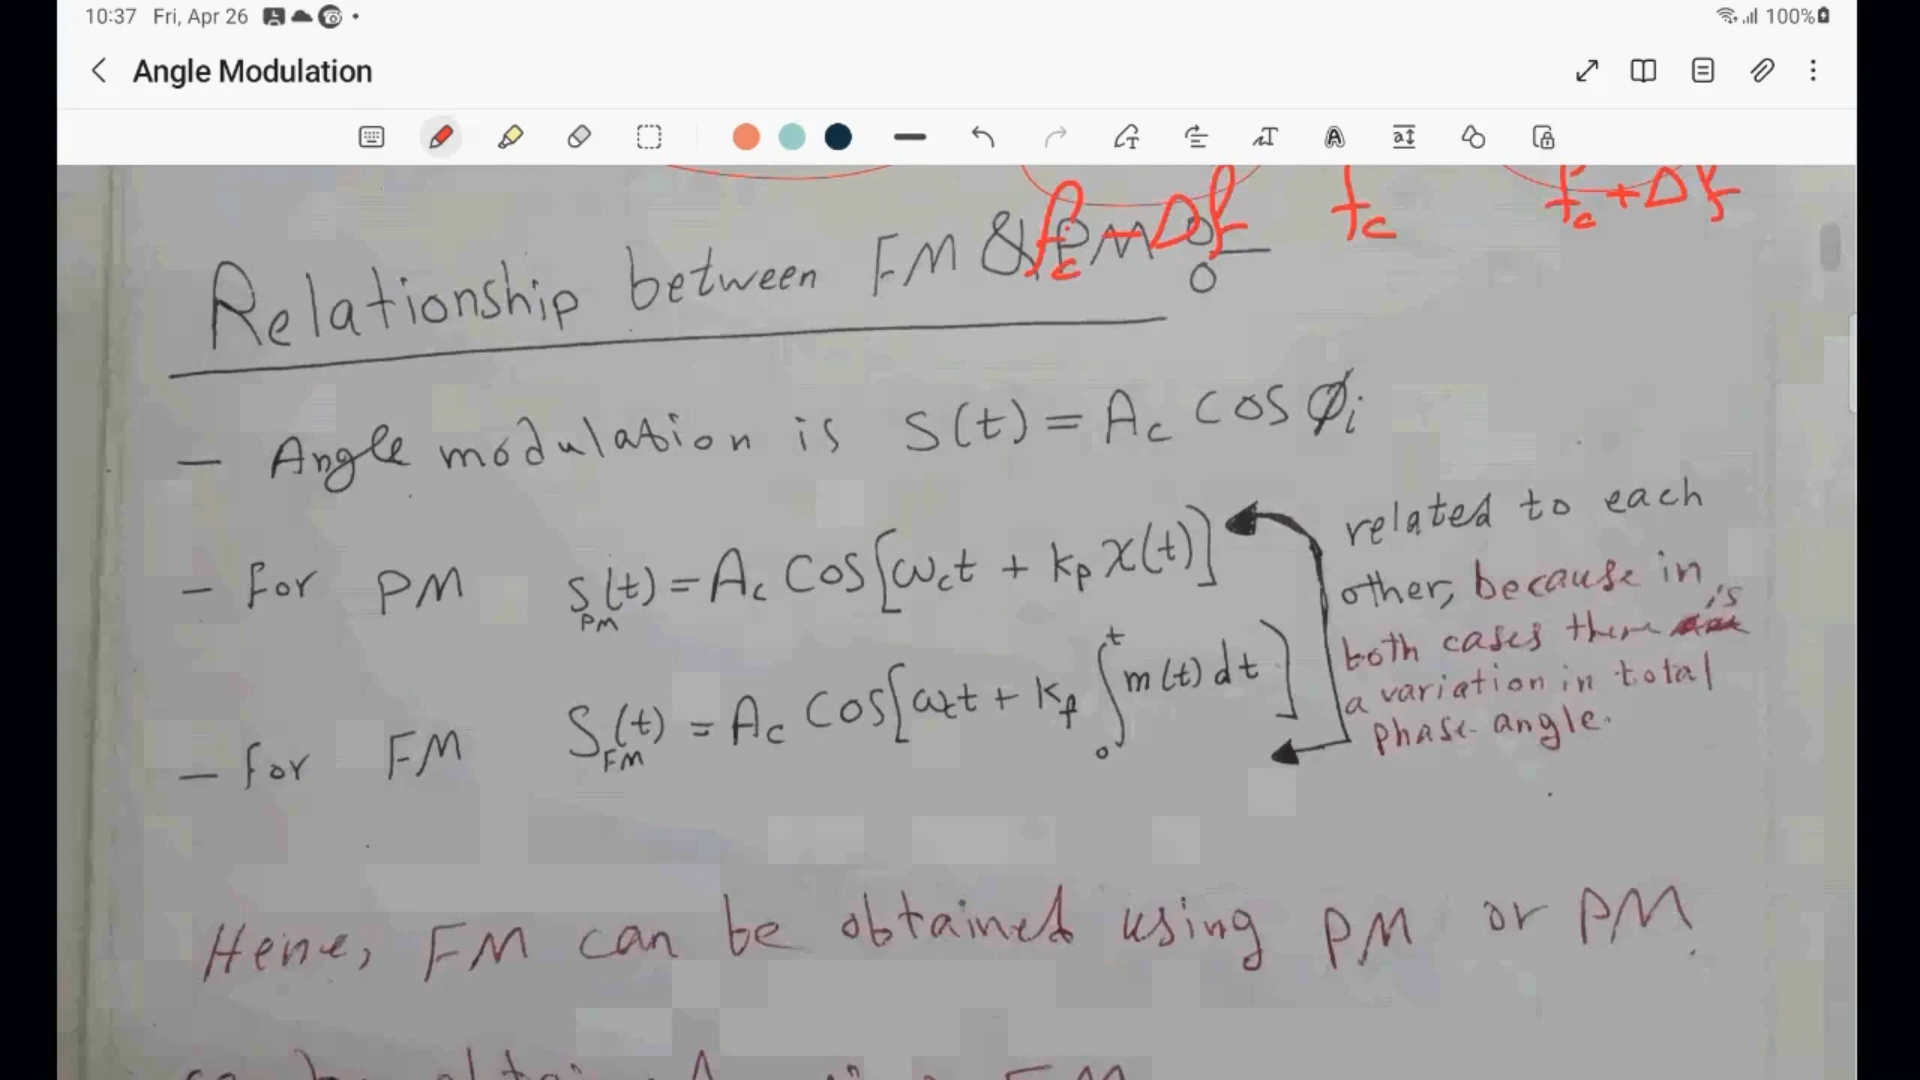 10:37 Fri, Apr 26
100%
Angle Modulation
fc - Δf fc fc + Δf
Relationship between FM & PM :-
- Angle modulation is S(t) = Ac cos ϕi
- For PM S PM (t) = Ac Cos[ωct + kp x(t)]
- For FM S FM (t) = Ac Cos[ωct + kf ∫₀ᵗ m(t) dt]
related to each
other, because in
both cases there is
a variation in total
phase angle.
Hence, FM can be obtained using PM or PM